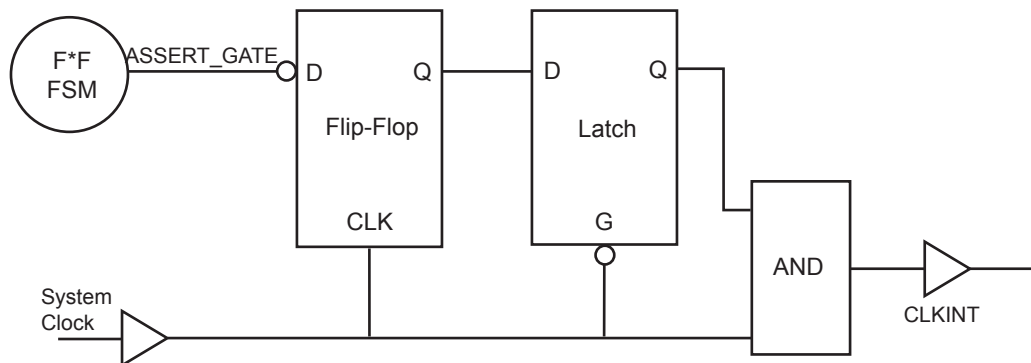 F*F
FSM
ASSERT_GATE
D
Q
Flip-Flop
CLK
D
Q
Latch
G
AND
System
Clock
CLKINT